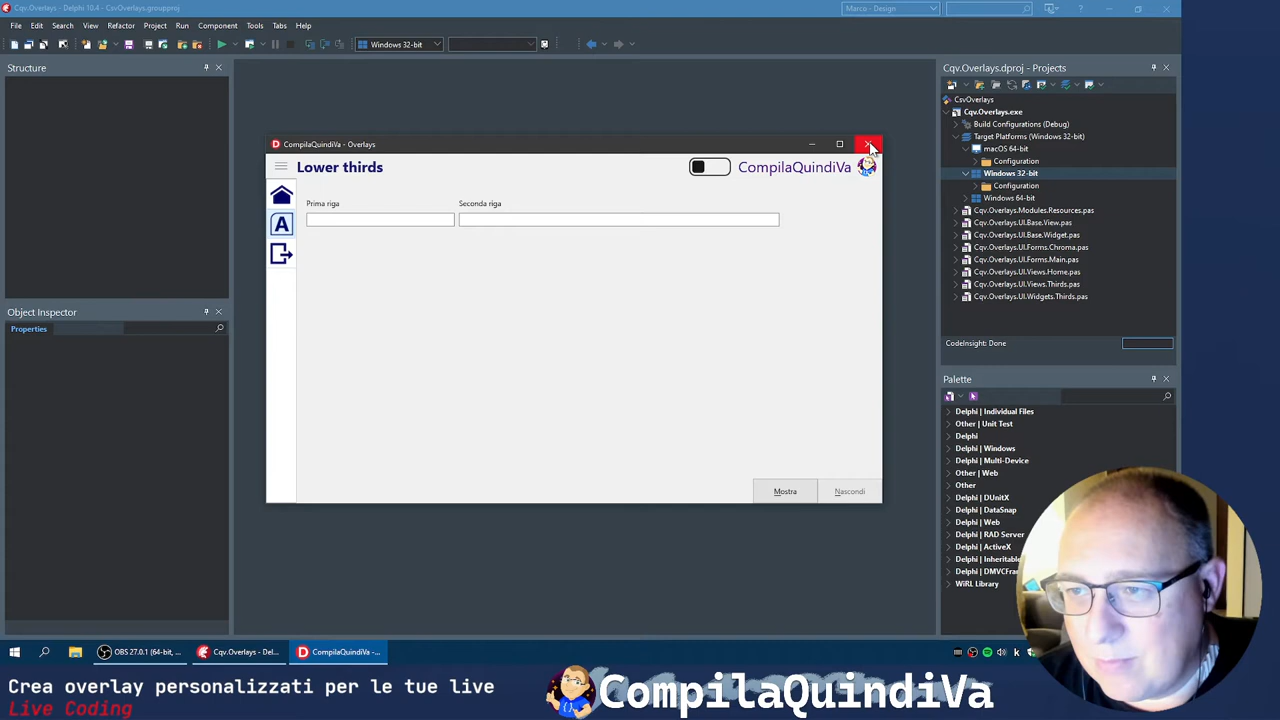 Cqv.Overlays - Delphi 10.4 - CsvOverlays.groupproj
Marco - Design
File Edit Search View Refactor Project Run Component Tools Tabs Help
Windows 32-bit
Structure
Object Inspector
Properties
CompilaQuindiVa - Overlays
Lower thirds
CompilaQuindiVa
Prima riga
Seconda riga
A
Mostra
Nascondi
Cqv.Overlays.dproj - Projects
CsvOverlays
Cqv.Overlays.exe
Build Configurations (Debug)
Target Platforms (Windows 32-bit)
macOS 64-bit
Configuration
Windows 32-bit
Configuration
Windows 64-bit
Cqv.Overlays.Modules.Resources.pas
Cqv.Overlays.UI.Base.View.pas
Cqv.Overlays.UI.Base.Widget.pas
Cqv.Overlays.UI.Forms.Chroma.pas
Cqv.Overlays.UI.Forms.Main.pas
Cqv.Overlays.UI.Views.Home.pas
Cqv.Overlays.UI.Views.Thirds.pas
Cqv.Overlays.UI.Widgets.Thirds.pas
CodeInsight: Done
Palette
Delphi | Individual Files
Other | Unit Test
Delphi
Delphi | Windows
Delphi | Multi-Device
Other | Web
Other
Delphi | DUnitX
Delphi | DataSnap
Delphi | Web
RAD Server
Delphi | ActiveX
Delphi | Inheritable
Delphi | DMVCFram
WiRL Library
OBS 27.0.1 (64-bit, ...
Cqv.Overlays - Del...
CompilaQuindiVa -...
Crea overlay personalizzati per le tue live
Live Coding
CompilaQuindiVa